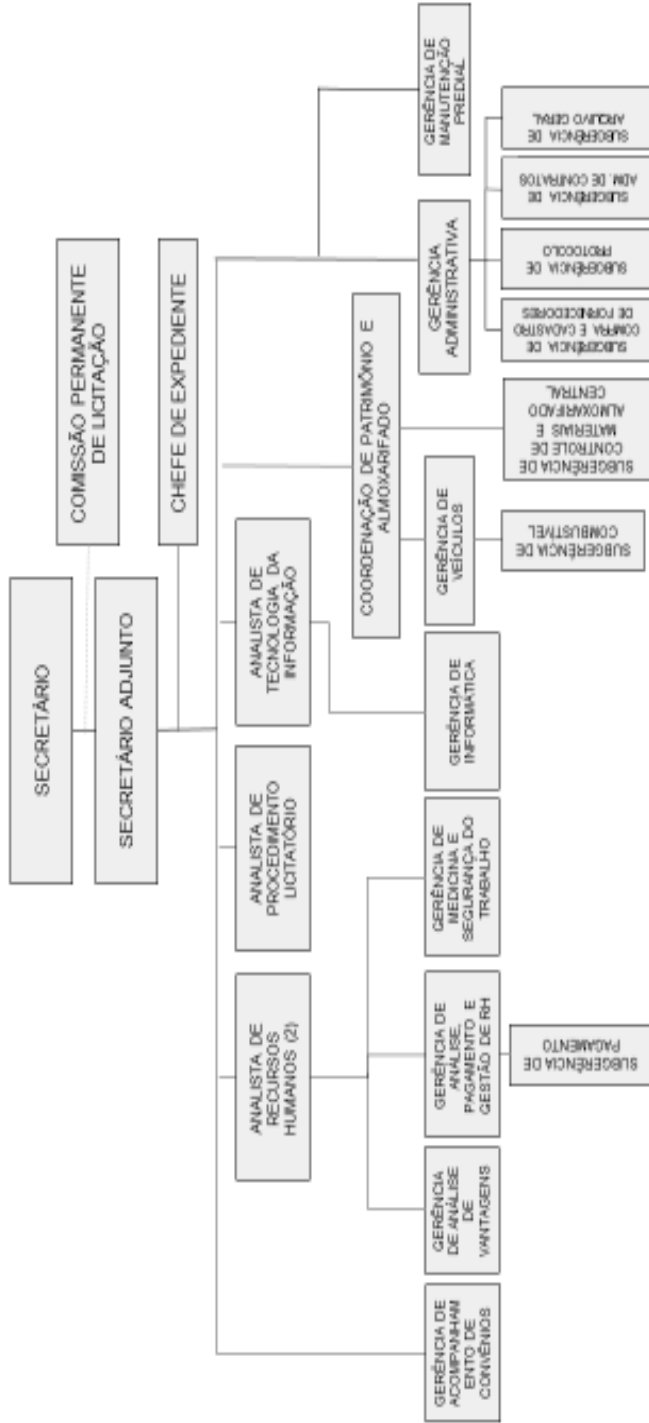 SECRETÁRIO
COMISSÃO PERMANENTE
DE LICITAÇÃO
SECRETÁRIO ADJUNTO
CHEFE DE EXPEDIENTE
ANALISTA DE
RECURSOS
HUMANOS (2)
ANALISTA DE
PROCEDIMENTO
LICITATÓRIO
ANALISTA DE
TECNOLOGIA DA
INFORMAÇÃO
COORDENAÇÃO DE PATRIMÔNIO E
ALMOXARIFADO
GERÊNCIA DE
ACOMPANHAM
ENTO DE
CONVÊNIOS
GERÊNCIA
DE ANÁLISE
DE
VANTAGENS
GERÊNCIA DE
ANÁLISE,
PAGAMENTO E
GESTÃO DE RH
GERÊNCIA DE
MEDICINA E
SEGURANÇA DO
TRABALHO
GERÊNCIA DE
INFORMÁTICA
GERÊNCIA DE
VEÍCULOS
GERÊNCIA
ADMINISTRATIVA
GERÊNCIA DE
MANUTENÇÃO
PREDIAL
SUBGERÊNCIA DE
PAGAMENTO
SUBGERÊNCIA DE
COMBUSTÍVEL
SUBGERÊNCIA DE
CONTROLE DE
MATERIAIS E
ALMOXARIFADO
CENTRAL
SUBGERÊNCIA DE
COMPRA E CADASTRO
DE FORNECEDORES
SUBGERÊNCIA DE
PROTOCOLO
SUBGERÊNCIA DE
ADM. DE CONTRATOS
SUBGERÊNCIA DE
ARQUIVO GERAL